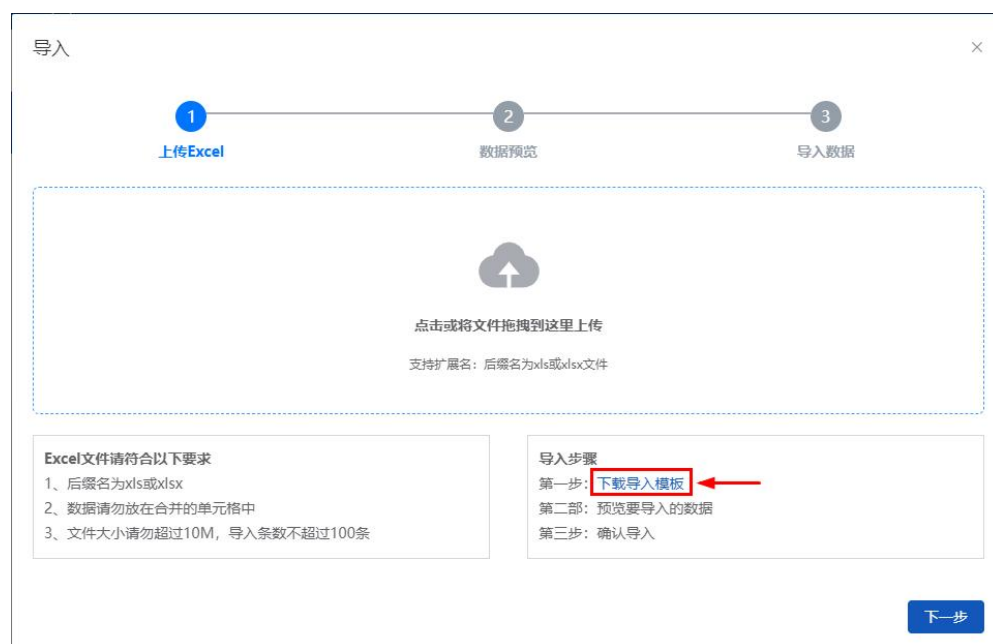 导入
1
2
3
上传Excel
数据预览
导入数据
点击或将文件拖拽到这里上传
支持扩展名：后缀名为xls或xlsx文件
Excel文件请符合以下要求
1、后缀名为xls或xlsx
2、数据请勿放在合并的单元格中
3、文件大小请勿超过10M，导入条数不超过100条
导入步骤
第一步：下载导入模板
第二部：预览要导入的数据
第三步：确认导入
下一步